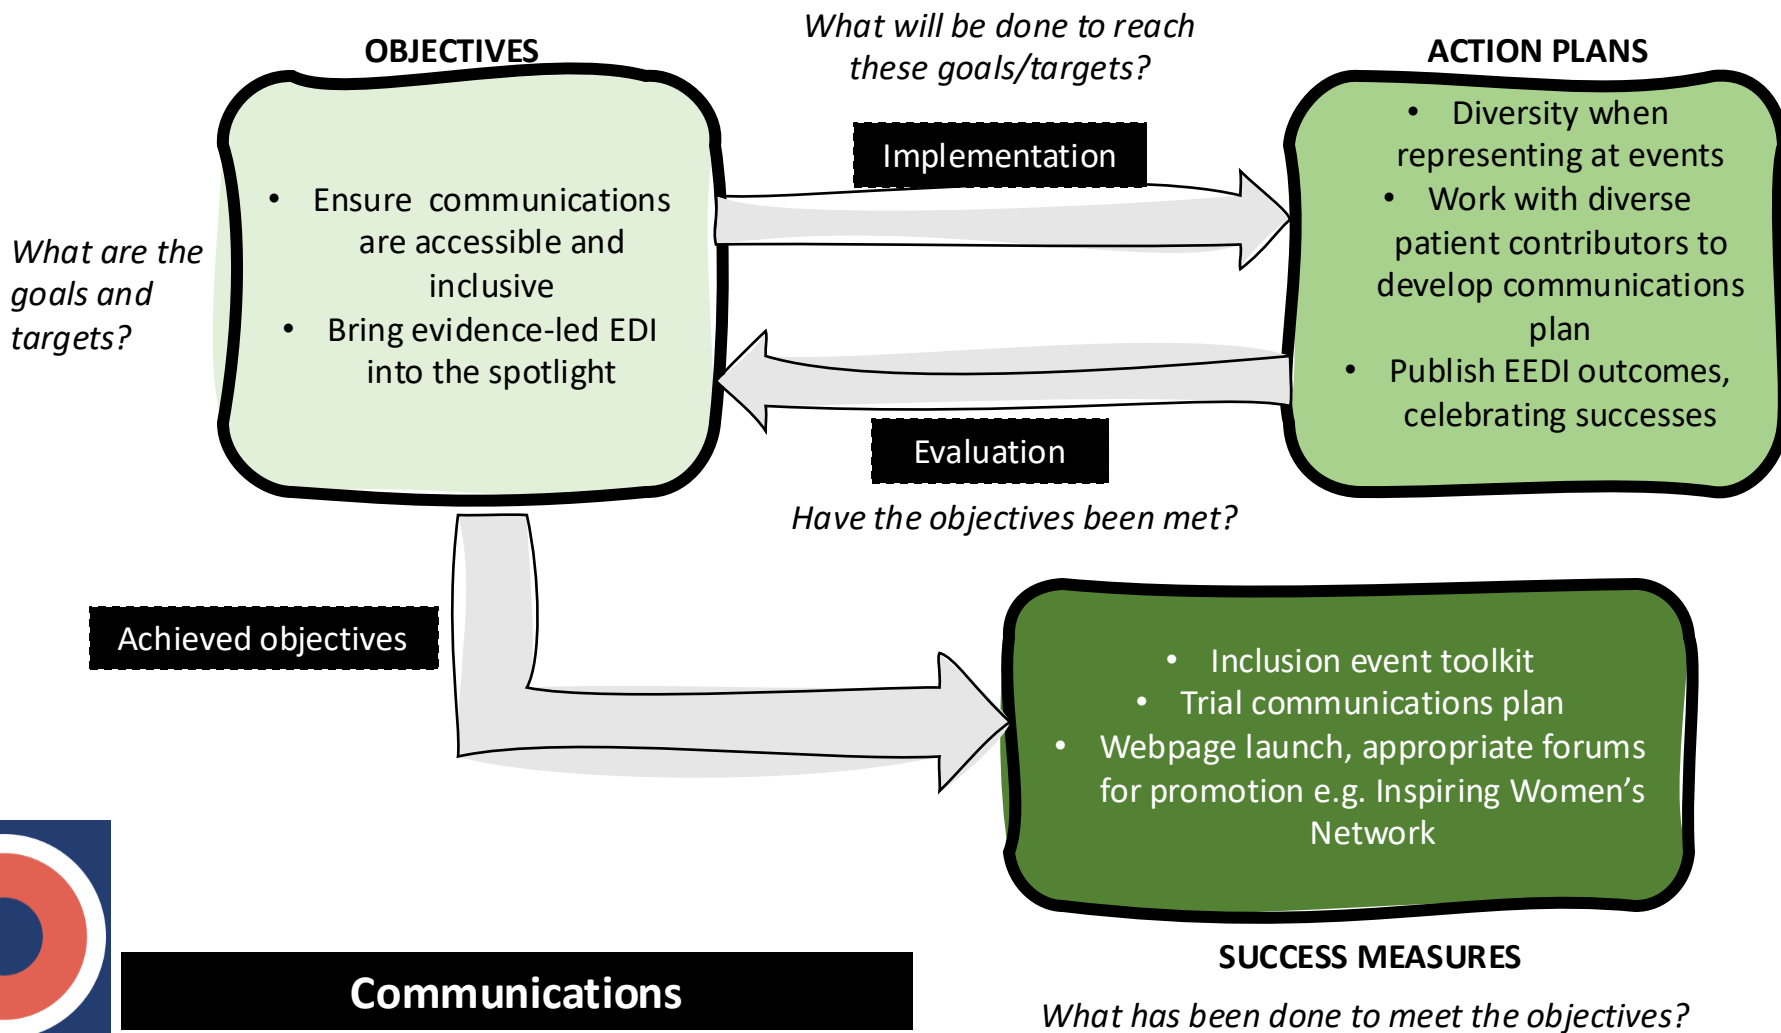 OBJECTIVES
What are the
goals and
targets?
• Ensure communications
are accessible and
inclusive
• Bring evidence-led EDI
into the spotlight
What will be done to reach
these goals/targets?
Implementation
ACTION PLANS
• Diversity when
representing at events
• Work with diverse
patient contributors to
develop communications
plan
• Publish EEDI outcomes,
celebrating successes
Evaluation
Have the objectives been met?
Achieved objectives
• Inclusion event toolkit
• Trial communications plan
• Webpage launch, appropriate forums
for promotion e.g. Inspiring Women’s
Network
SUCCESS MEASURES
What has been done to meet the objectives?
Communications